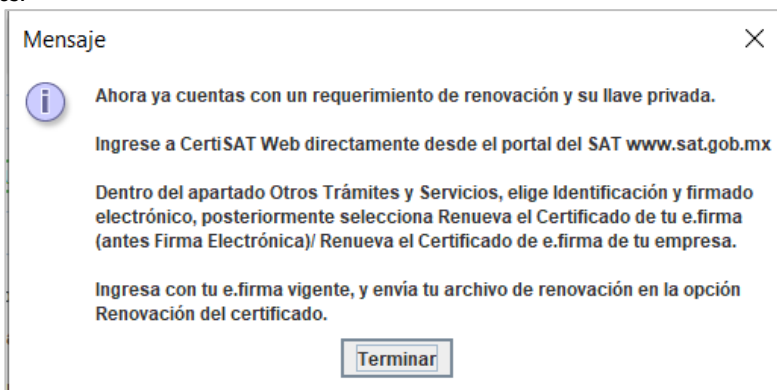 Mensaje
Ahora ya cuentas con un requerimiento de renovación y su llave privada.
Ingrese a CertiSAT Web directamente desde el portal del SAT www.sat.gob.mx
Dentro del apartado Otros Trámites y Servicios, elige Identificación y firmado
electrónico, posteriormente selecciona Renueva el Certificado de tu e.firma
(antes Firma Electrónica)/ Renueva el Certificado de e.firma de tu empresa.
Ingresa con tu e.firma vigente, y envía tu archivo de renovación en la opción
Renovación del certificado.
Terminar